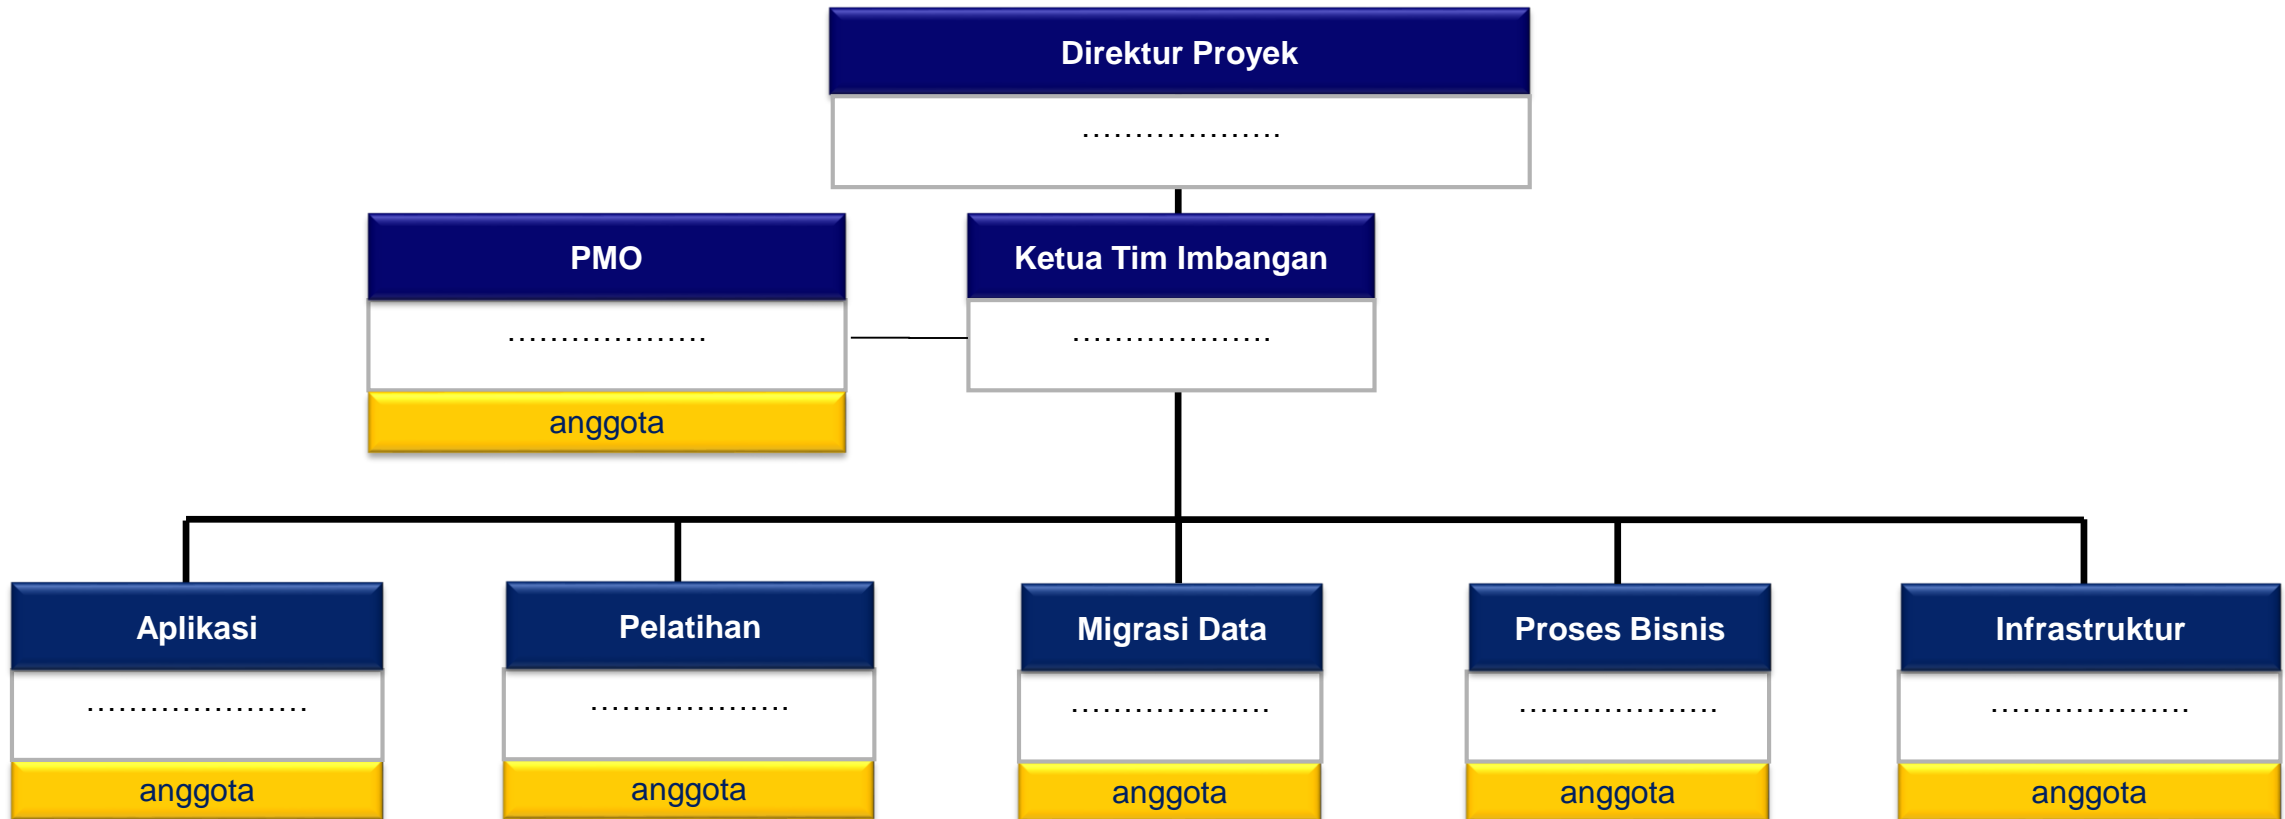 Direktur Proyek
...................
PMO
Ketua Tim Imbangan
...................
...................
anggota
Aplikasi
Pelatihan
Migrasi Data
Proses Bisnis
Infrastruktur
.....................
...................
...................
...................
...................
anggota
anggota
anggota
anggota
anggota